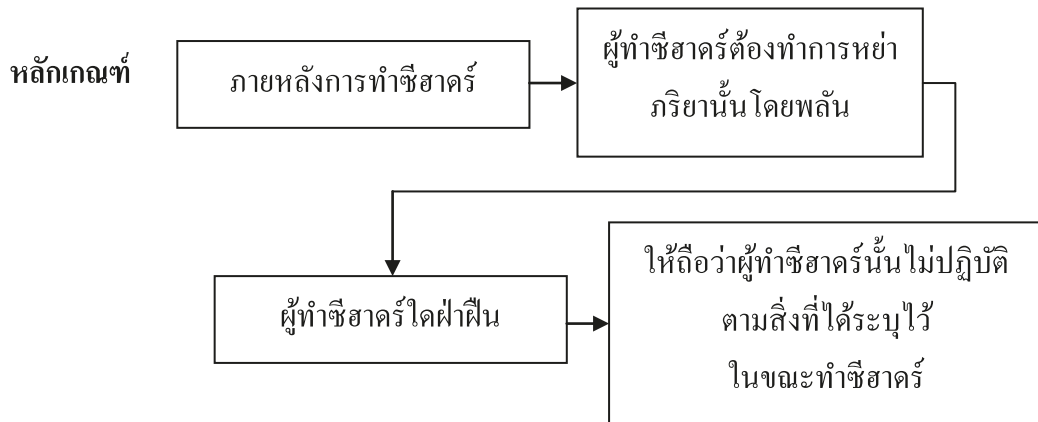 หลักเกณฑ์
ภายหลังการทำซีฮาดร์
ผู้ทำซีฮาดร์ต้องทำการหย่า
ภริยานั้นโดยพลัน
ผู้ทำซีฮาดร์ใดฝ่าฝืน
ให้ถือว่าผู้ทำซีฮาดร์นั้นไม่ปฏิบัติ
ตามสิ่งที่ได้ระบุไว้
ในขณะทำซีฮาดร์